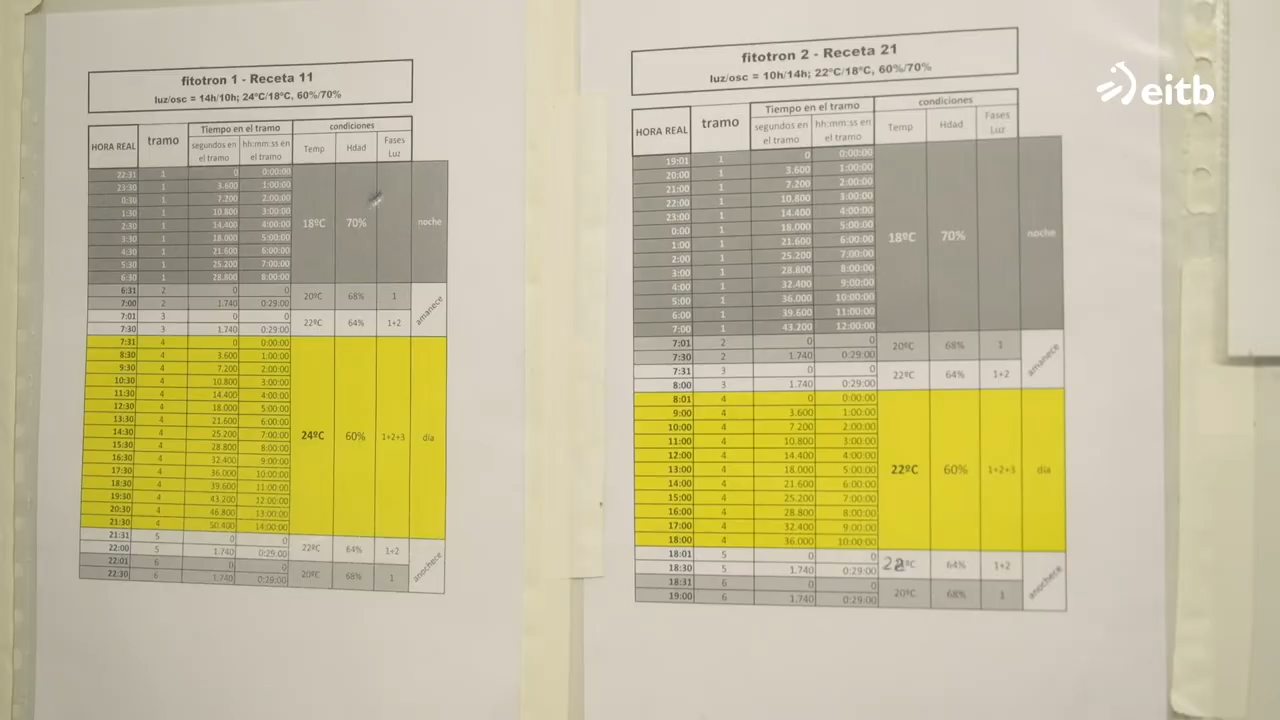 fitotron 1 - Receta 11
luz/osc = 14h/10h; 24ºC/18ºC, 60%/70%
HORA REAL tramo Tiempo en el tramo condiciones
segundos en el tramo hh:mm:ss en el tramo Temp Hdad Fases Luz
22:31 1 0 0:00:00
23:30 1 3.600 1:00:00
0:30 1 7.200 2:00:00
1:30 1 10.800 3:00:00
2:30 1 14.400 4:00:00 18ºC 70% noche
3:30 1 18.000 5:00:00
4:30 1 21.600 6:00:00
5:30 1 25.200 7:00:00
6:30 1 28.800 8:00:00
6:31 2 0 0 20ºC 68% 1
7:00 2 1.740 0:29:00 amanece
7:01 3 0 0 22ºC 64% 1+2
7:30 3 1.740 0:29:00
7:31 4 0 0:00:00
8:30 4 3.600 1:00:00
9:30 4 7.200 2:00:00
10:30 4 10.800 3:00:00
11:30 4 14.400 4:00:00
12:30 4 18.000 5:00:00
13:30 4 21.600 6:00:00
14:30 4 25.200 7:00:00 24ºC 60% 1+2+3 dia
15:30 4 28.800 8:00:00
16:30 4 32.400 9:00:00
17:30 4 36.000 10:00:00
18:30 4 39.600 11:00:00
19:30 4 43.200 12:00:00
20:30 4 46.800 13:00:00
21:30 4 50.400 14:00:00
21:31 5 0 0 22ºC 64% 1+2
22:00 5 1.740 0:29:00 anochece
22:01 6 0 0 20ºC 68% 1
22:30 6 1.740 0:29:00
fitotron 2 - Receta 21
luz/osc = 10h/14h; 22ºC/18ºC, 60%/70%
HORA REAL tramo Tiempo en el tramo condiciones
segundos en el tramo hh:mm:ss en el tramo Temp Hdad Fases Luz
19:01 1 0 0:00:00
20:00 1 3.600 1:00:00
21:00 1 7.200 2:00:00
22:00 1 10.800 3:00:00
23:00 1 14.400 4:00:00
0:00 1 18.000 5:00:00
1:00 1 21.600 6:00:00 18ºC 70% noche
2:00 1 25.200 7:00:00
3:00 1 28.800 8:00:00
4:00 1 32.400 9:00:00
5:00 1 36.000 10:00:00
6:00 1 39.600 11:00:00
7:00 1 43.200 12:00:00
7:01 2 0 0 20ºC 68% 1
7:30 2 1.740 0:29:00 amanece
7:31 3 0 0 22ºC 64% 1+2
8:00 3 1.740 0:29:00
8:01 4 0 0:00:00
9:00 4 3.600 1:00:00
10:00 4 7.200 2:00:00
11:00 4 10.800 3:00:00
12:00 4 14.400 4:00:00
13:00 4 18.000 5:00:00 22ºC 60% 1+2+3 dia
14:00 4 21.600 6:00:00
15:00 4 25.200 7:00:00
16:00 4 28.800 8:00:00
17:00 4 32.400 9:00:00
18:00 4 36.000 10:00:00
18:01 5 0 0 22ºC 64% 1+2
18:30 5 1.740 0:29:00 anochece
18:31 6 0 0 20ºC 68% 1
19:00 6 1.740 0:29:00
eitb